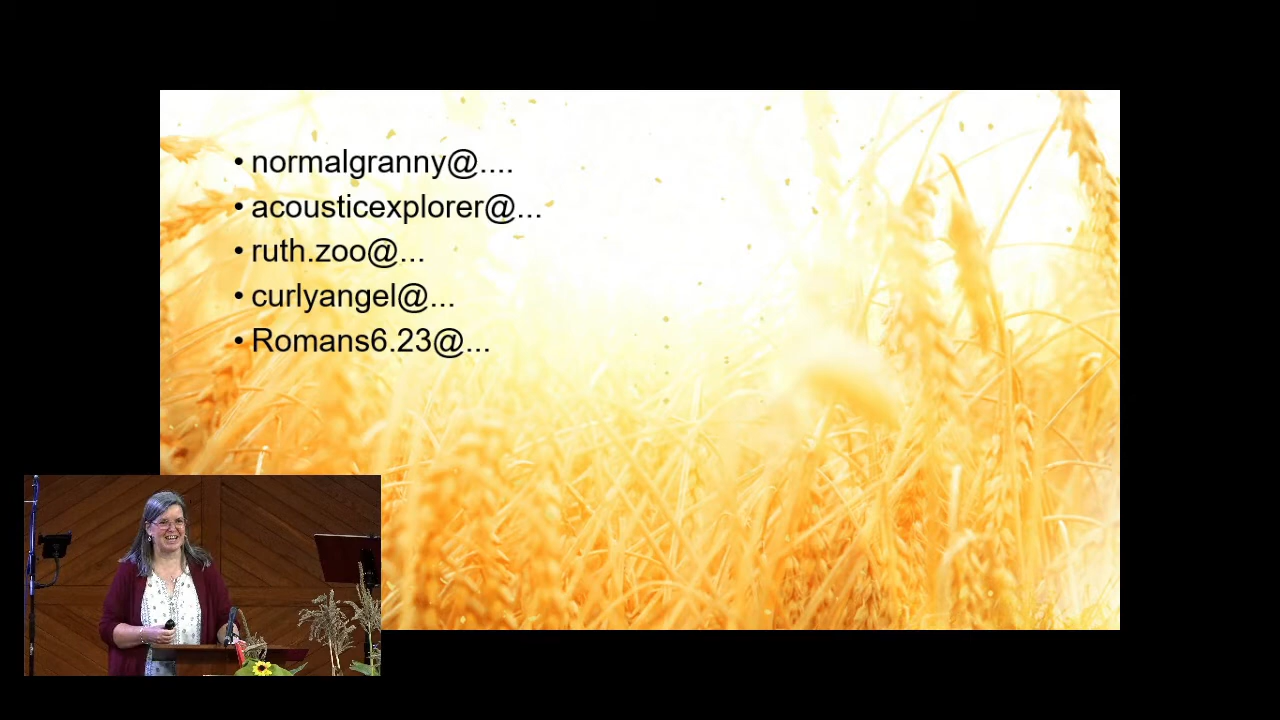 • normalgranny@....
• acousticexplorer@...
• ruth.zoo@...
• curlyangel@...
• Romans6.23@...